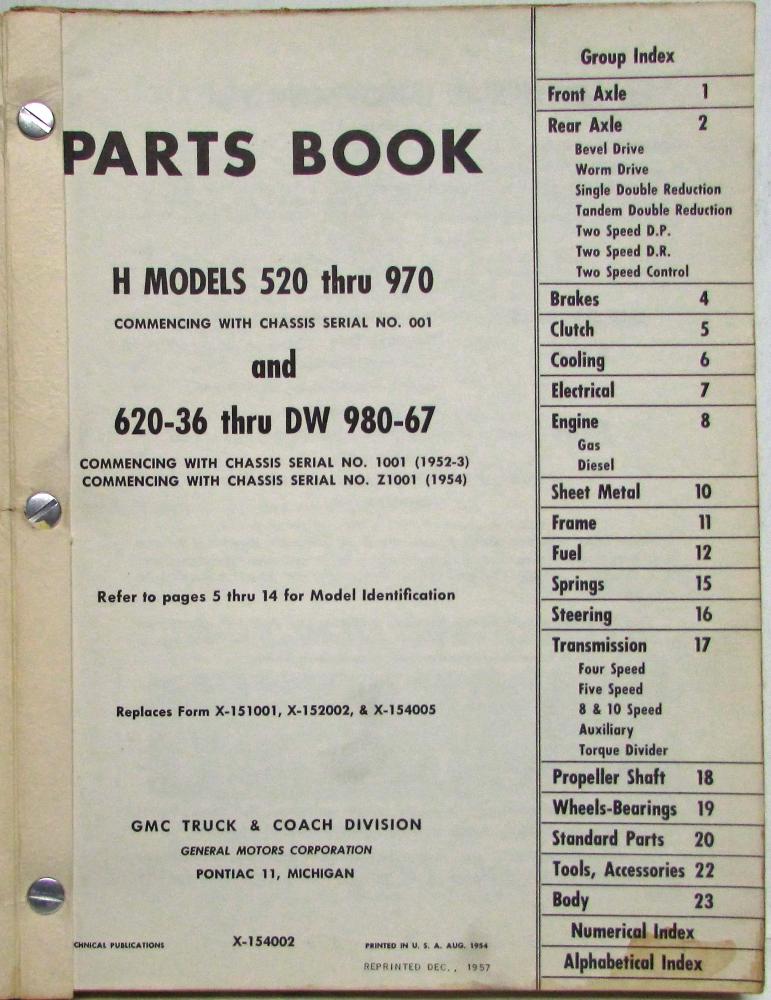 PARTS BOOK
H MODELS 520 thru 970
COMMENCING WITH CHASSIS SERIAL NO. 001
and
620-36 thru DW 980-67
COMMENCING WITH CHASSIS SERIAL NO. 1001 (1952-3)
COMMENCING WITH CHASSIS SERIAL NO. Z1001 (1954)
Refer to pages 5 thru 14 for Model Identification
Replaces Form X-151001, X-152002, & X-154005
GMC TRUCK & COACH DIVISION
GENERAL MOTORS CORPORATION
PONTIAC 11, MICHIGAN
CHNICAL PUBLICATIONS X-154002 PRINTED IN U. S. A. AUG. 1954
REPRINTED DEC., 1957
Group Index
Front Axle 1
Rear Axle 2
Bevel Drive
Worm Drive
Single Double Reduction
Tandem Double Reduction
Two Speed D.P.
Two Speed D.R.
Two Speed Control
Brakes 4
Clutch 5
Cooling 6
Electrical 7
Engine 8
Gas
Diesel
Sheet Metal 10
Frame 11
Fuel 12
Springs 15
Steering 16
Transmission 17
Four Speed
Five Speed
8 & 10 Speed
Auxiliary
Torque Divider
Propeller Shaft 18
Wheels-Bearings 19
Standard Parts 20
Tools, Accessories 22
Body 23
Numerical Index
Alphabetical Index